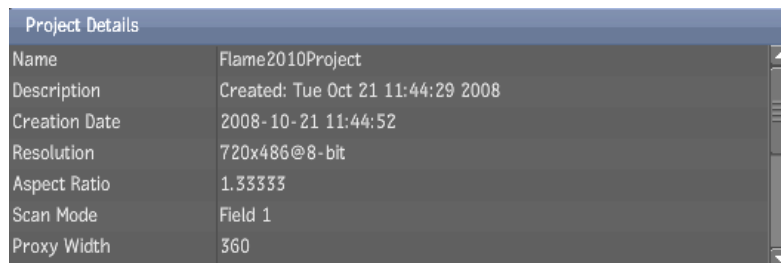 Project Details
Name Flame2010Project
Description Created: Tue Oct 21 11:44:29 2008
Creation Date 2008-10-21 11:44:52
Resolution 720x486@8-bit
Aspect Ratio 1.33333
Scan Mode Field 1
Proxy Width 360